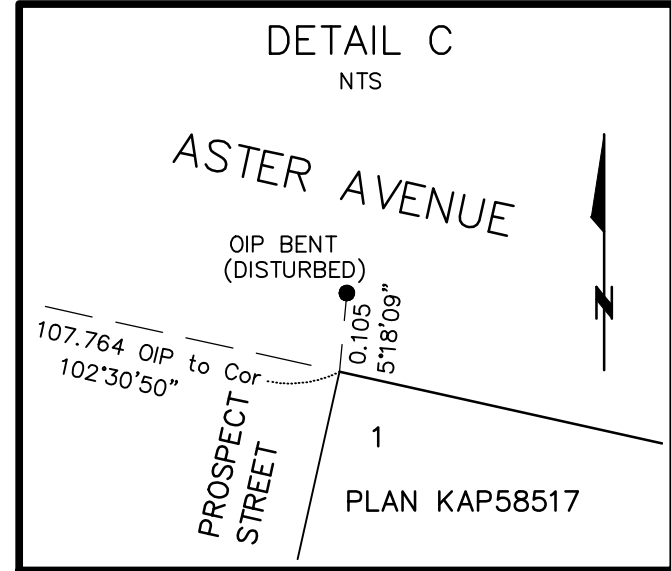 DETAIL C
NTS
ASTER AVENUE
OIP BENT
(DISTURBED)
0.105
5°18'09"
107.764 OIP to Cor
102°30'50"
PROSPECT
STREET
1
PLAN KAP58517
N